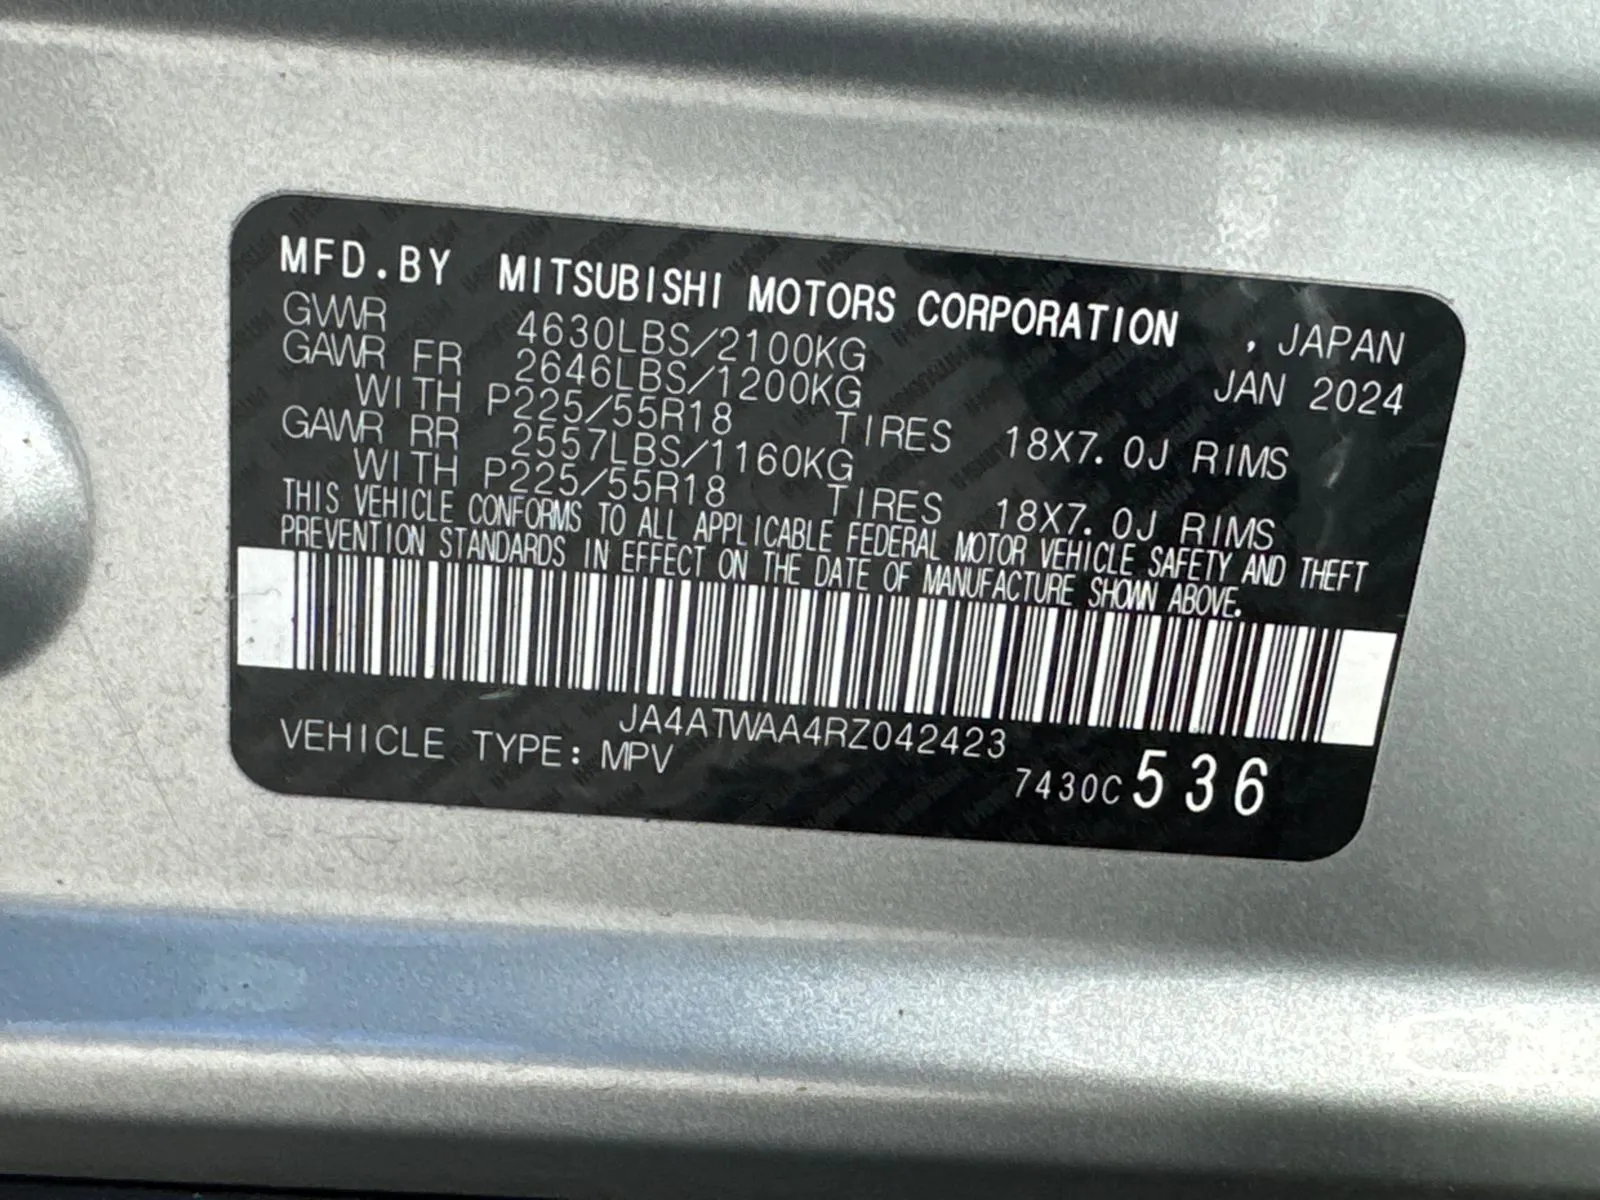 MFD.BY MITSUBISHI MOTORS CORPORATION , JAPAN
GVWR 4630LBS/2100KG JAN 2024
GAWR FR 2646LBS/1200KG
WITH P225/55R18 TIRES 18X7.0J RIMS
GAWR RR 2557LBS/1160KG
WITH P225/55R18 TIRES 18X7.0J RIMS
THIS VEHICLE CONFORMS TO ALL APPLICABLE FEDERAL MOTOR VEHICLE SAFETY AND THEFT
PREVENTION STANDARDS IN EFFECT ON THE DATE OF MANUFACTURE SHOWN ABOVE.
JA4ATWAA4RZ042423
VEHICLE TYPE: MPV 7430C 536